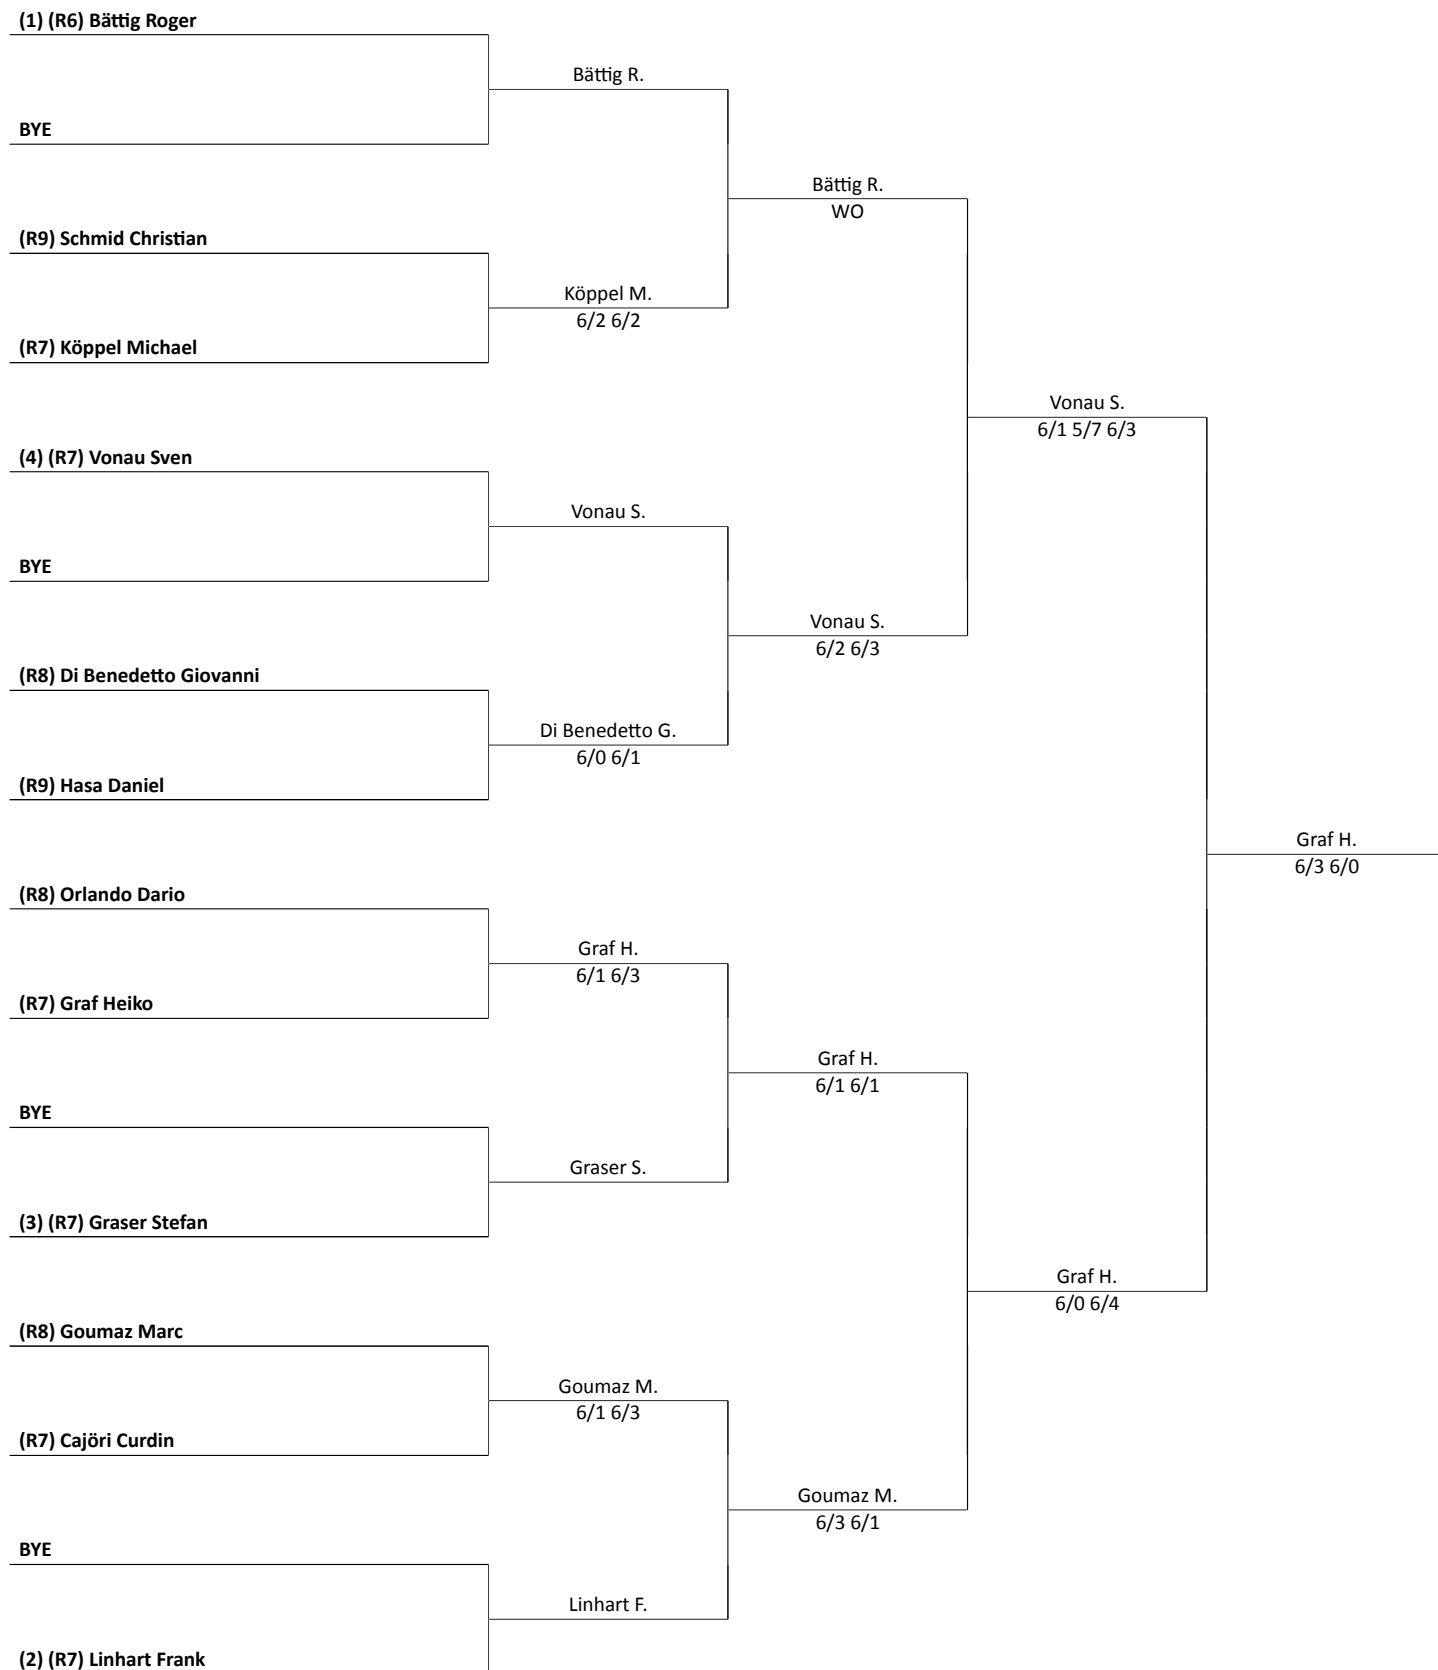 (1) (R6) Bättig Roger
Bättig R.
BYE
Bättig R.
WO
(R9) Schmid Christian
Köppel M.
6/2 6/2
(R7) Köppel Michael
Vonau S.
6/1 5/7 6/3
(4) (R7) Vonau Sven
Vonau S.
BYE
Vonau S.
6/2 6/3
(R8) Di Benedetto Giovanni
Di Benedetto G.
6/0 6/1
(R9) Hasa Daniel
Graf H.
6/3 6/0
(R8) Orlando Dario
Graf H.
6/1 6/3
(R7) Graf Heiko
Graf H.
6/1 6/1
BYE
Graser S.
(3) (R7) Graser Stefan
Graf H.
6/0 6/4
(R8) Goumaz Marc
Goumaz M.
6/1 6/3
(R7) Cajöri Curdin
Goumaz M.
6/3 6/1
BYE
Linhart F.
(2) (R7) Linhart Frank